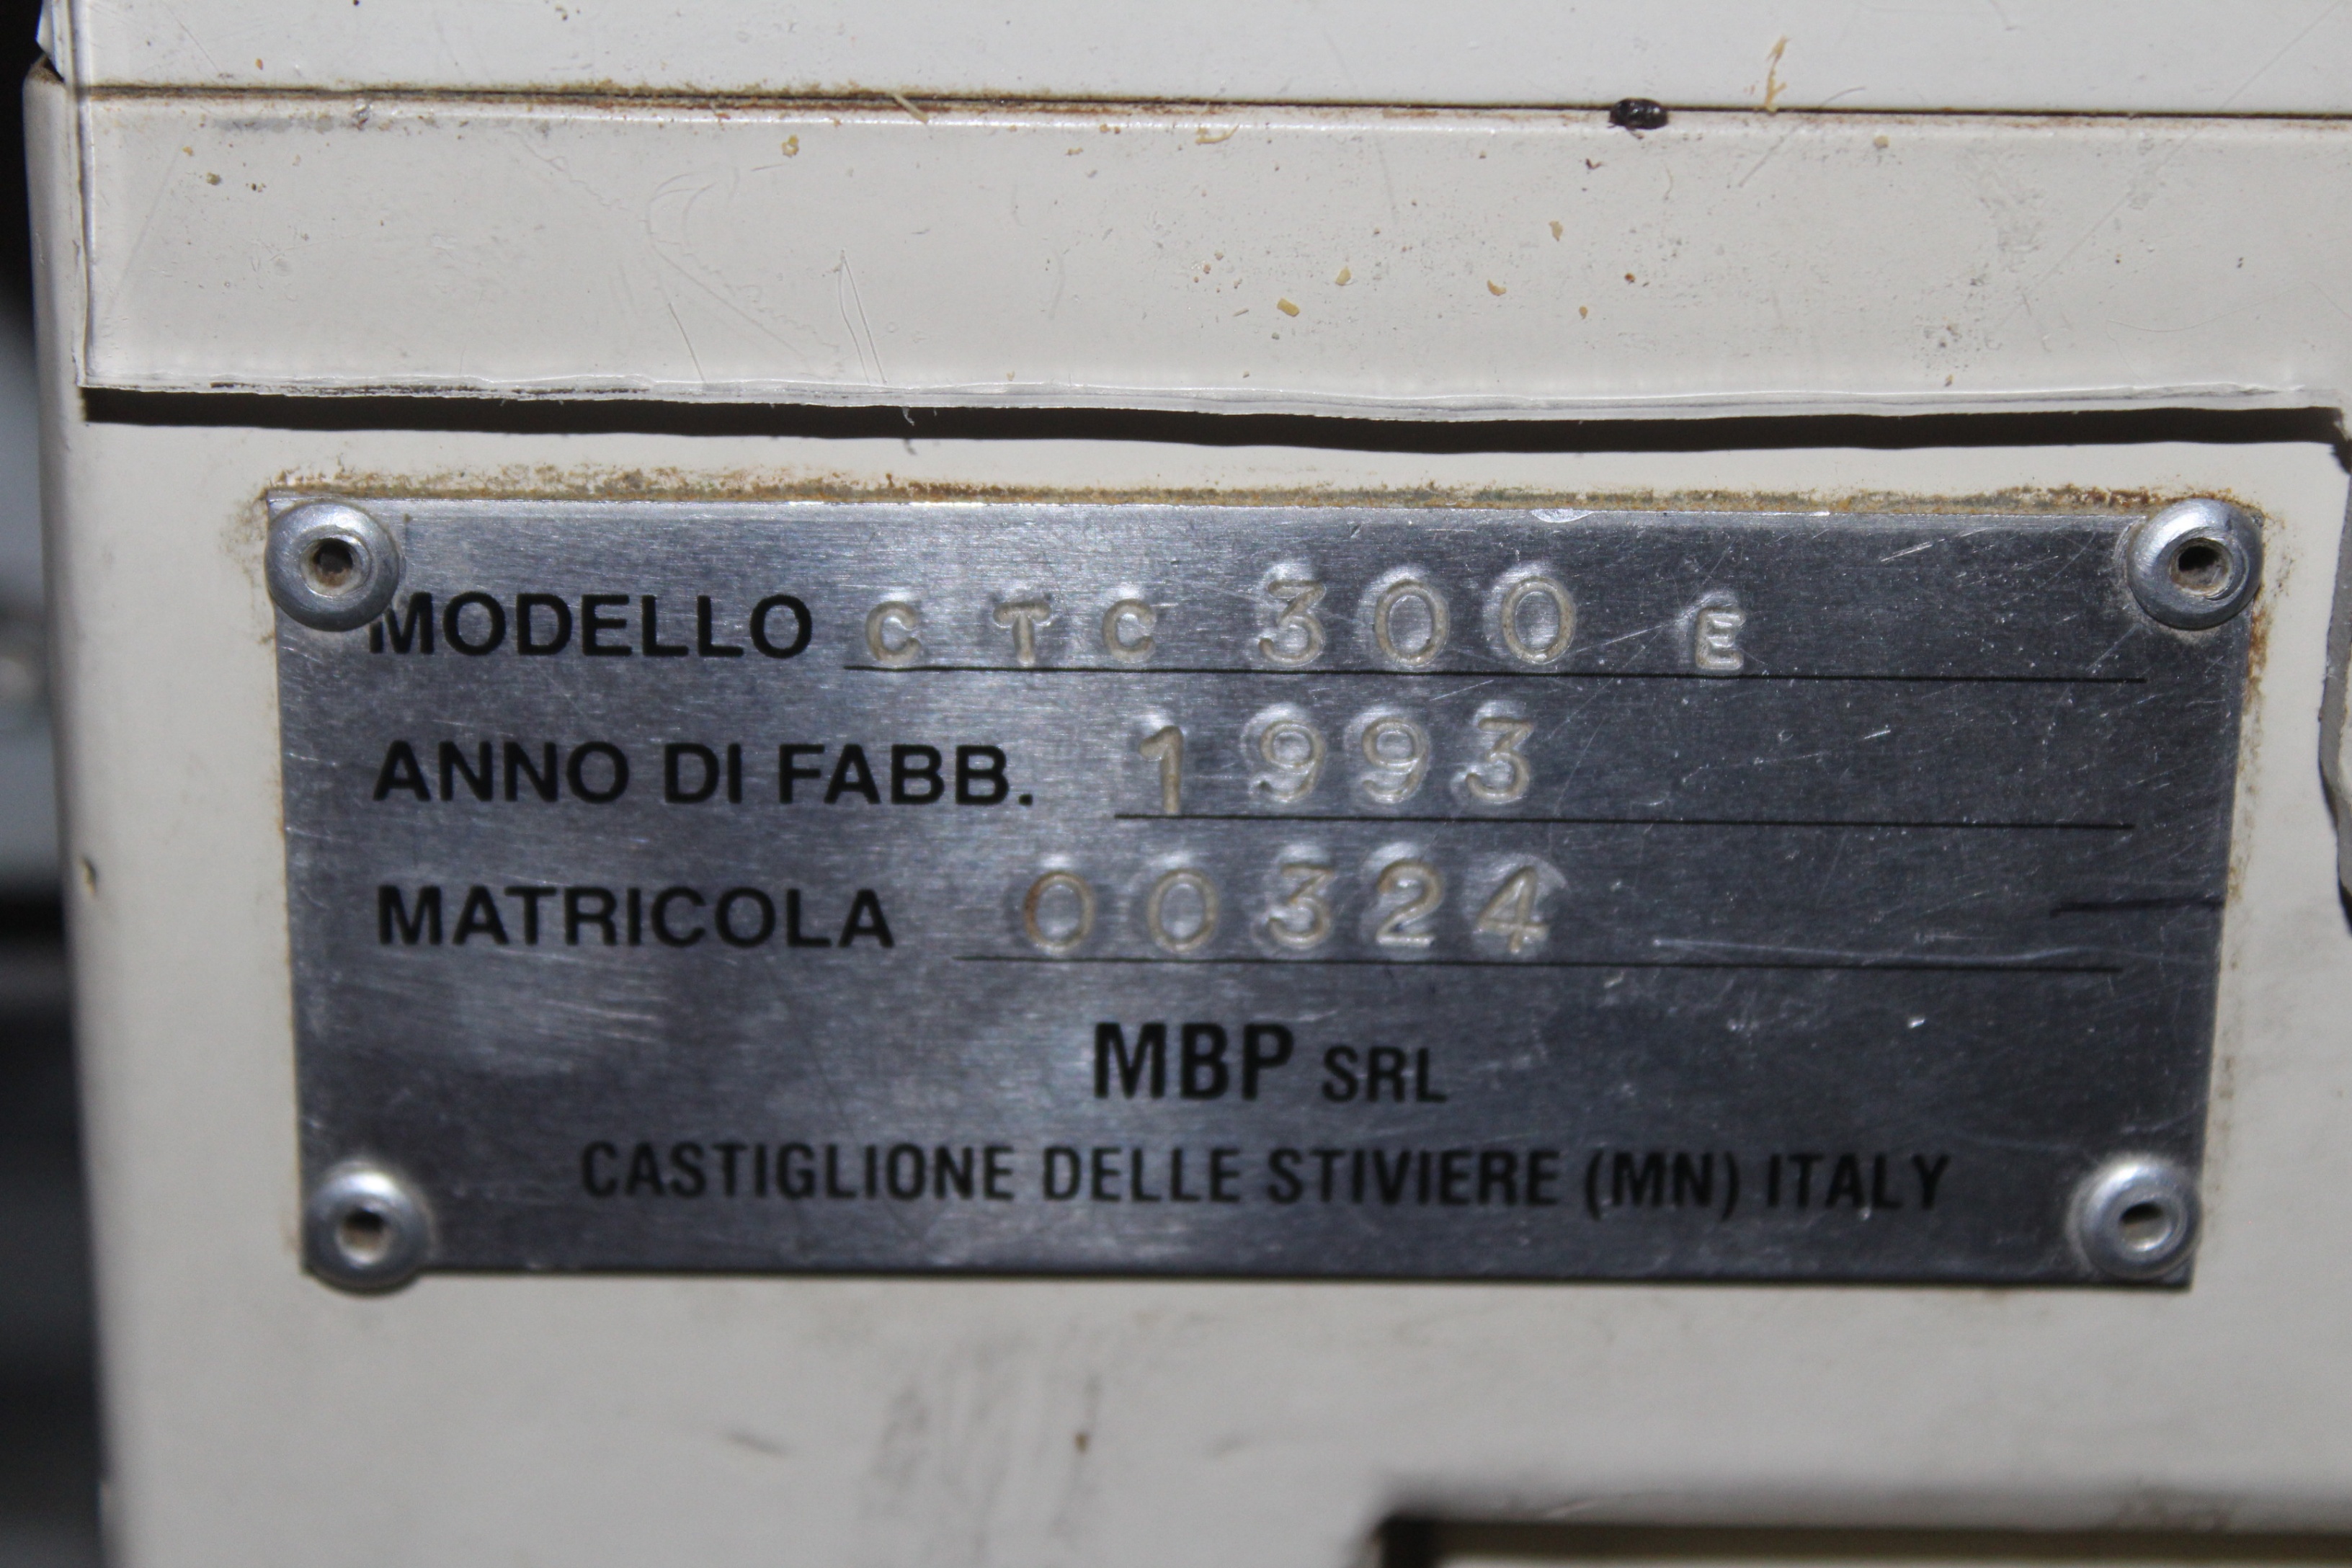 MODELLO CTC 300 E
ANNO DI FABB. 1993
MATRICOLA 00324
MBP SRL
CASTIGLIONE DELLE STIVIERE (MN) ITALY